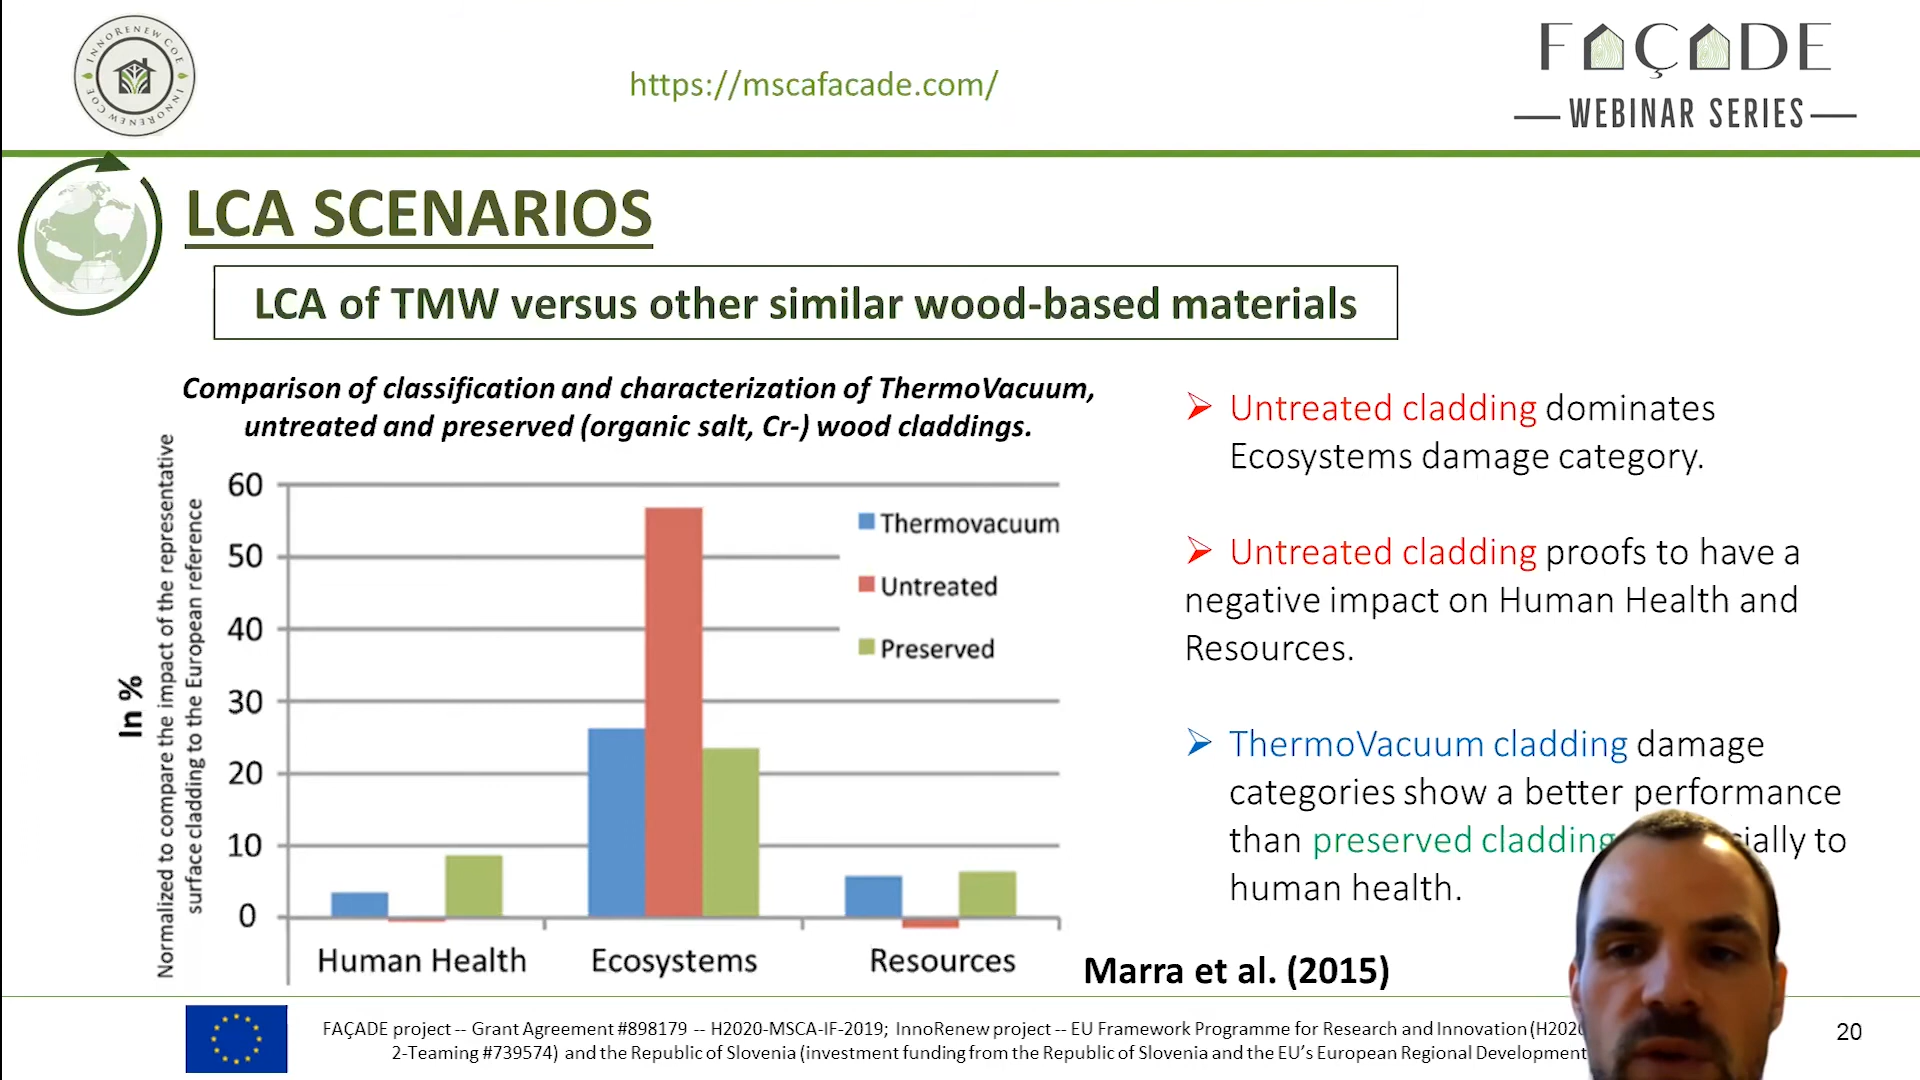 INNORENEW COE INNORENEW COE
https://mscafacade.com/
FAÇADE
WEBINAR SERIES
LCA SCENARIOS
LCA of TMW versus other similar wood-based materials
Comparison of classification and characterization of ThermoVacuum,
untreated and preserved (organic salt, Cr-) wood claddings.
In %
Normalized to compare the impact of the representative
surface cladding to the European reference
60
50
40
30
20
10
0
Thermovacuum
Untreated
Preserved
Human Health
Ecosystems
Resources
Untreated cladding dominates
Ecosystems damage category.
Untreated cladding proofs to have a
negative impact on Human Health and
Resources.
ThermoVacuum cladding damage
categories show a better performance
than preserved cladding to
human health.
Marra et al. (2015)
FAÇADE project -- Grant Agreement #898179 -- H2020-MSCA-IF-2019; InnoRenew project -- EU Framework Programme for Research and Innovation (H2020
2-Teaming #739574) and the Republic of Slovenia (investment funding from the Republic of Slovenia and the EU's European Regional Development
20